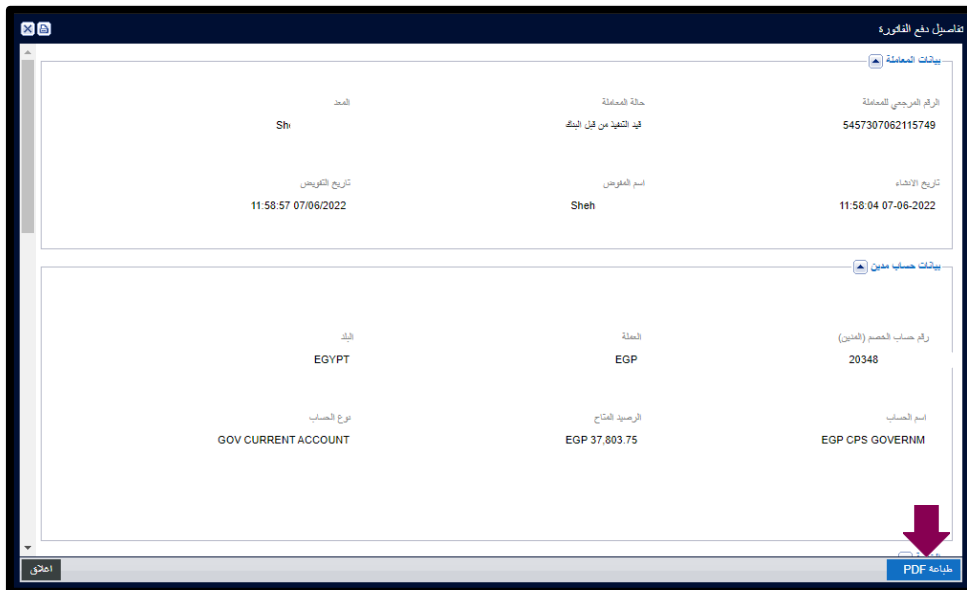 تفاصيل دفع الفاتورة
بيانات المعاملة
الرقم المرجعي للمعاملة
حالة المعاملة
المعد
5457307062115749
قيد التنفيذ من قبل البنك
Sh
تاريخ الانشاء
اسم المفوض
تاريخ التفويض
11:58:04 07-06-2022
Sheh
11:58:57 07/06/2022
بيانات حساب مدين
رقم حساب الخصم (المدين)
العملة
البلد
20348
EGP
EGYPT
اسم الحساب
الرصيد المتاح
نوع الحساب
EGP CPS GOVERNM
EGP 37,803.75
GOV CURRENT ACCOUNT
طباعة PDF
اغلاق